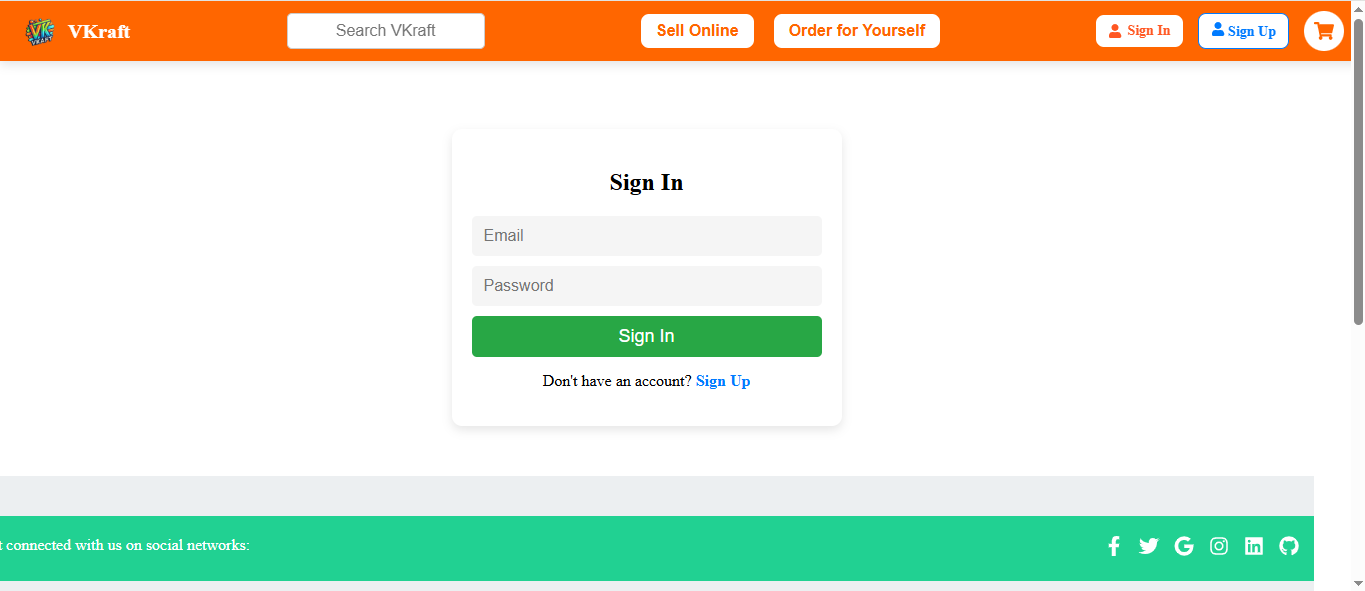 VKraft
Search VKraft
Sell Online
Order for Yourself
Sign In
Sign Up
Sign In
Email
Password
Sign In
Don't have an account? Sign Up
t connected with us on social networks: